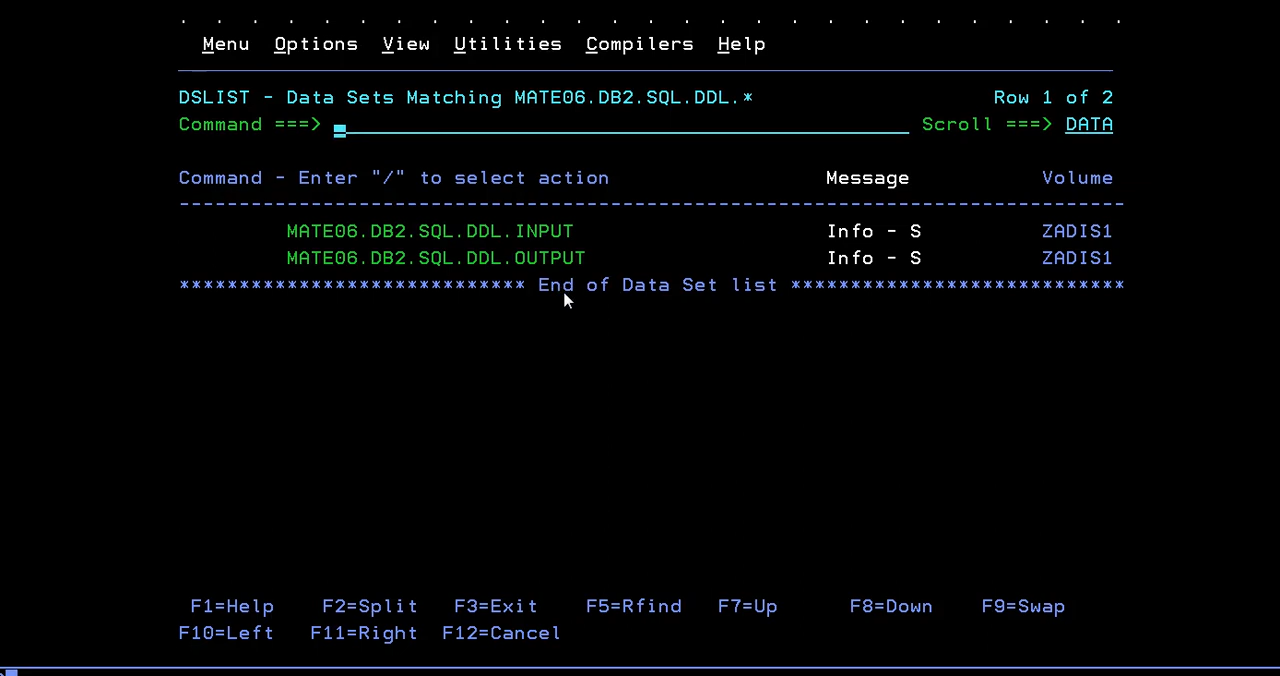 . . . . . . . . . . . . . . . . . . . . . . . . . . .
Menu Options View Utilities Compilers Help
DSLIST - Data Sets Matching MATE06.DB2.SQL.DDL.* Row 1 of 2
Command ===> Scroll ===> DATA
Command - Enter "/" to select action Message Volume
-------------------------------------------------------------------------------
MATE06.DB2.SQL.DDL.INPUT Info - S ZADIS1
MATE06.DB2.SQL.DDL.OUTPUT Info - S ZADIS1
***************************** End of Data Set list ****************************
F1=Help F2=Split F3=Exit F5=Rfind F7=Up F8=Down F9=Swap
F10=Left F11=Right F12=Cancel